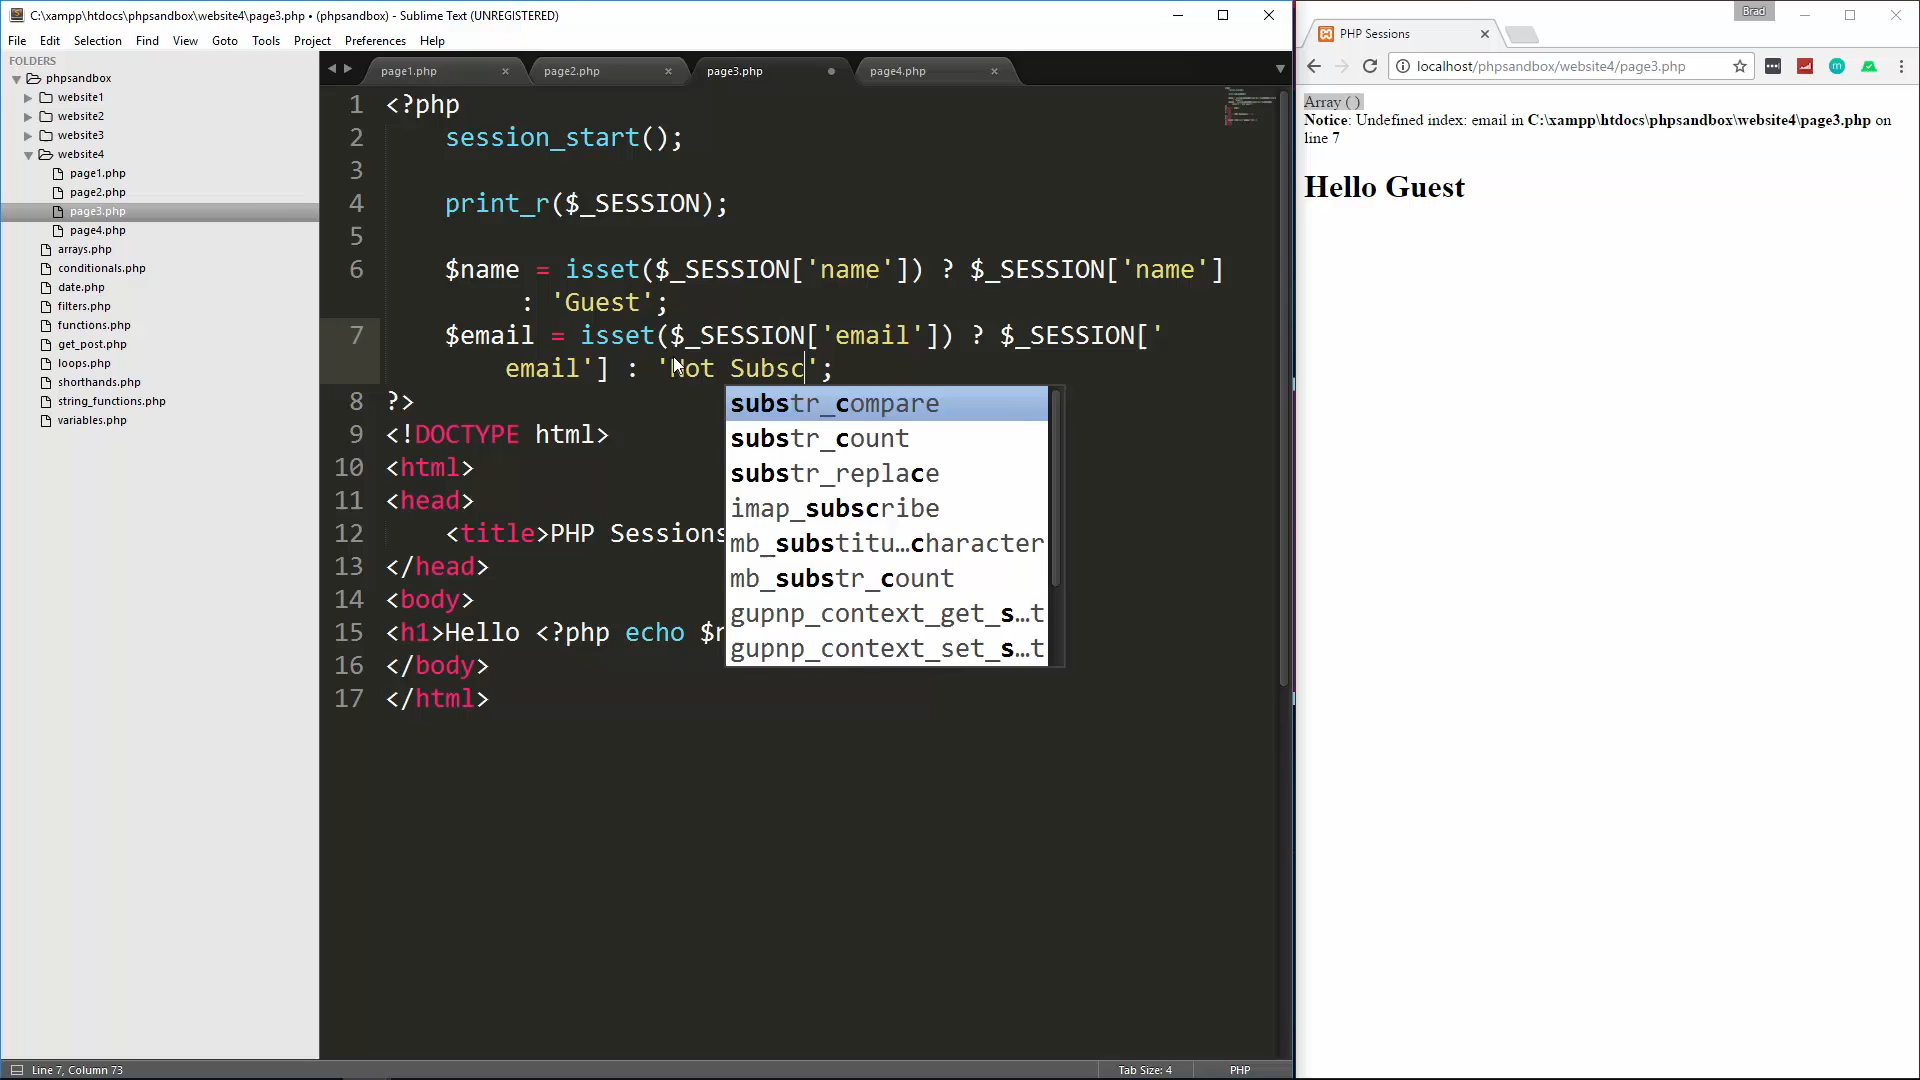 C:\xampp\htdocs\phpsandbox\website4\page3.php • (phpsandbox) - Sublime Text (UNREGISTERED)
File Edit Selection Find View Goto Tools Project Preferences Help
FOLDERS
phpsandbox
website1
website2
website3
website4
page1.php
page2.php
page3.php
page4.php
arrays.php
conditionals.php
date.php
filters.php
functions.php
get_post.php
loops.php
shorthands.php
string_functions.php
variables.php
page1.php page2.php page3.php page4.php
1 <?php
2 session_start();
3
4 print_r($_SESSION);
5
6 $name = isset($_SESSION['name']) ? $_SESSION['name']
: 'Guest';
7 $email = isset($_SESSION['email']) ? $_SESSION['
email'] : 'Not Subsc';
8 ?>
9 <!DOCTYPE html>
10 <html>
11 <head>
12 <title>PHP Sessions
13 </head>
14 <body>
15 <h1>Hello <?php echo $n
16 </body>
17 </html>
substr_compare
substr_count
substr_replace
imap_subscribe
mb_substitu…character
mb_substr_count
gupnp_context_get_s…t
gupnp_context_set_s…t
Line 7, Column 73
Tab Size: 4
PHP
Brad
PHP Sessions
localhost/phpsandbox/website4/page3.php
Array ( )
Notice: Undefined index: email in C:\xampp\htdocs\phpsandbox\website4\page3.php on
line 7
Hello Guest